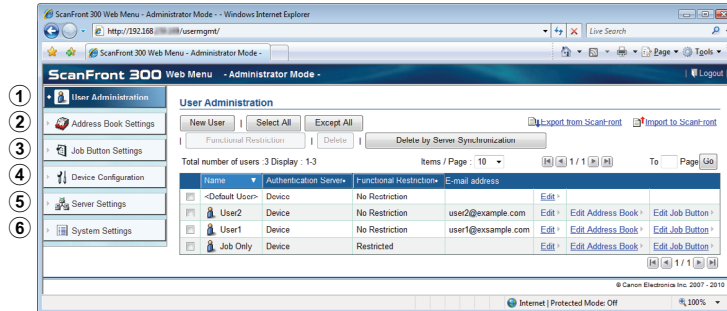 ScanFront 300 Web Menu - Administrator Mode - - Windows Internet Explorer
http://192.168 /usermgmt/
Live Search
ScanFront 300 Web Menu - Administrator Mode -
Page Tools
ScanFront 300 Web Menu - Administrator Mode -
Logout
1 User Administration
2 Address Book Settings
3 Job Button Settings
4 Device Configuration
5 Server Settings
6 System Settings
User Administration
New User | Select All Except All
Export from ScanFront Import to ScanFront
| Functional Restriction | Delete | Delete by Server Synchronization
Total number of users :3 Display : 1-3 Items / Page : 10 1 / 1 To Page Go
Name Authentication Server Functional Restriction E-mail address
<Default User> Device No Restriction Edit
User2 Device No Restriction user2@example.com Edit Edit Address Book Edit Job Button
User1 Device No Restriction user1@exsample.com Edit Edit Address Book Edit Job Button
Job Only Device Restricted Edit Edit Address Book Edit Job Button
1 / 1
© Canon Electronics Inc. 2007 - 2010
Internet | Protected Mode: Off 100%